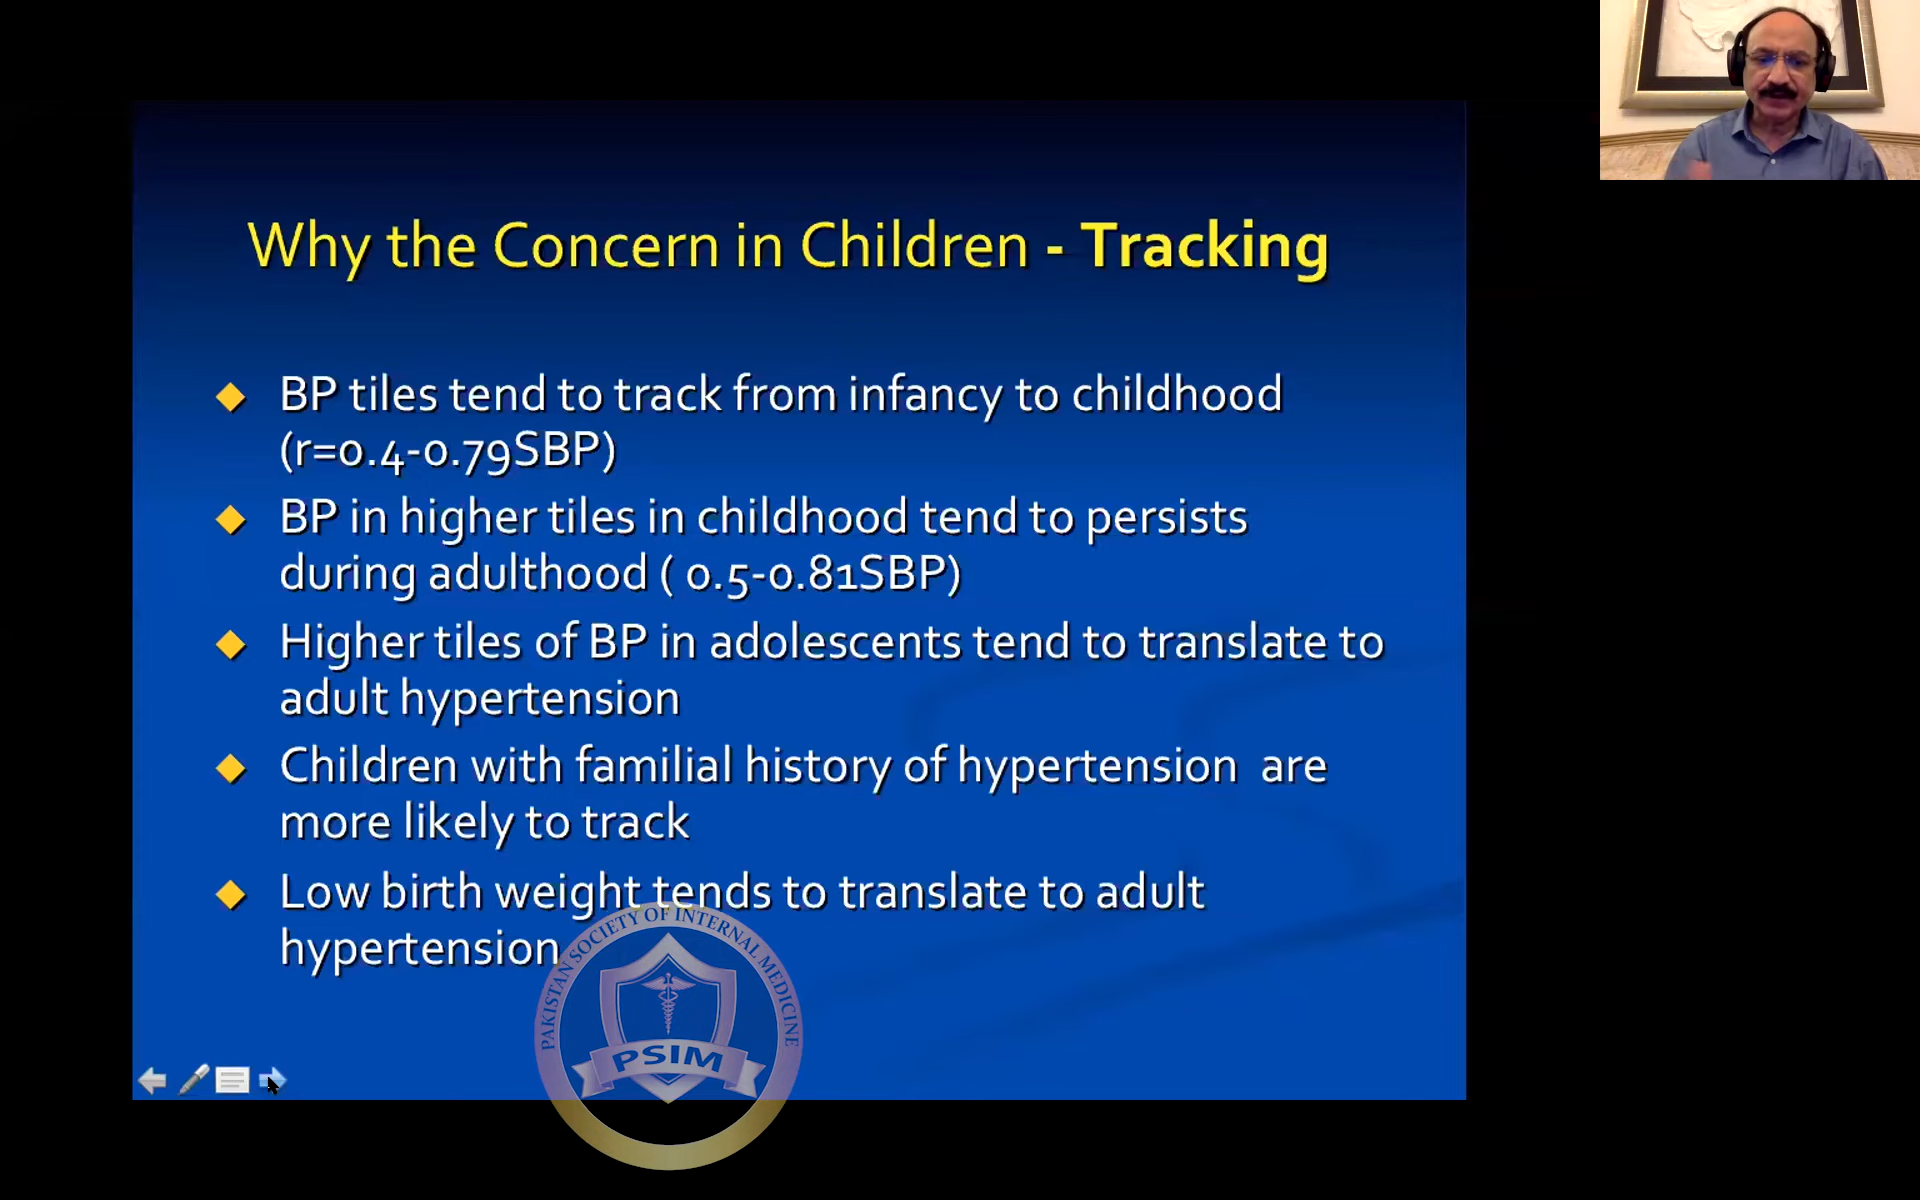 Why the Concern in Children - Tracking
BP tiles tend to track from infancy to childhood
(r=0.4-0.79SBP)
BP in higher tiles in childhood tend to persists
during adulthood ( 0.5-0.81SBP)
Higher tiles of BP in adolescents tend to translate to
adult hypertension
Children with familial history of hypertension are
more likely to track
Low birth weight tends to translate to adult
hypertension
PAKISTAN SOCIETY OF INTERNAL MEDICINE
PSIM